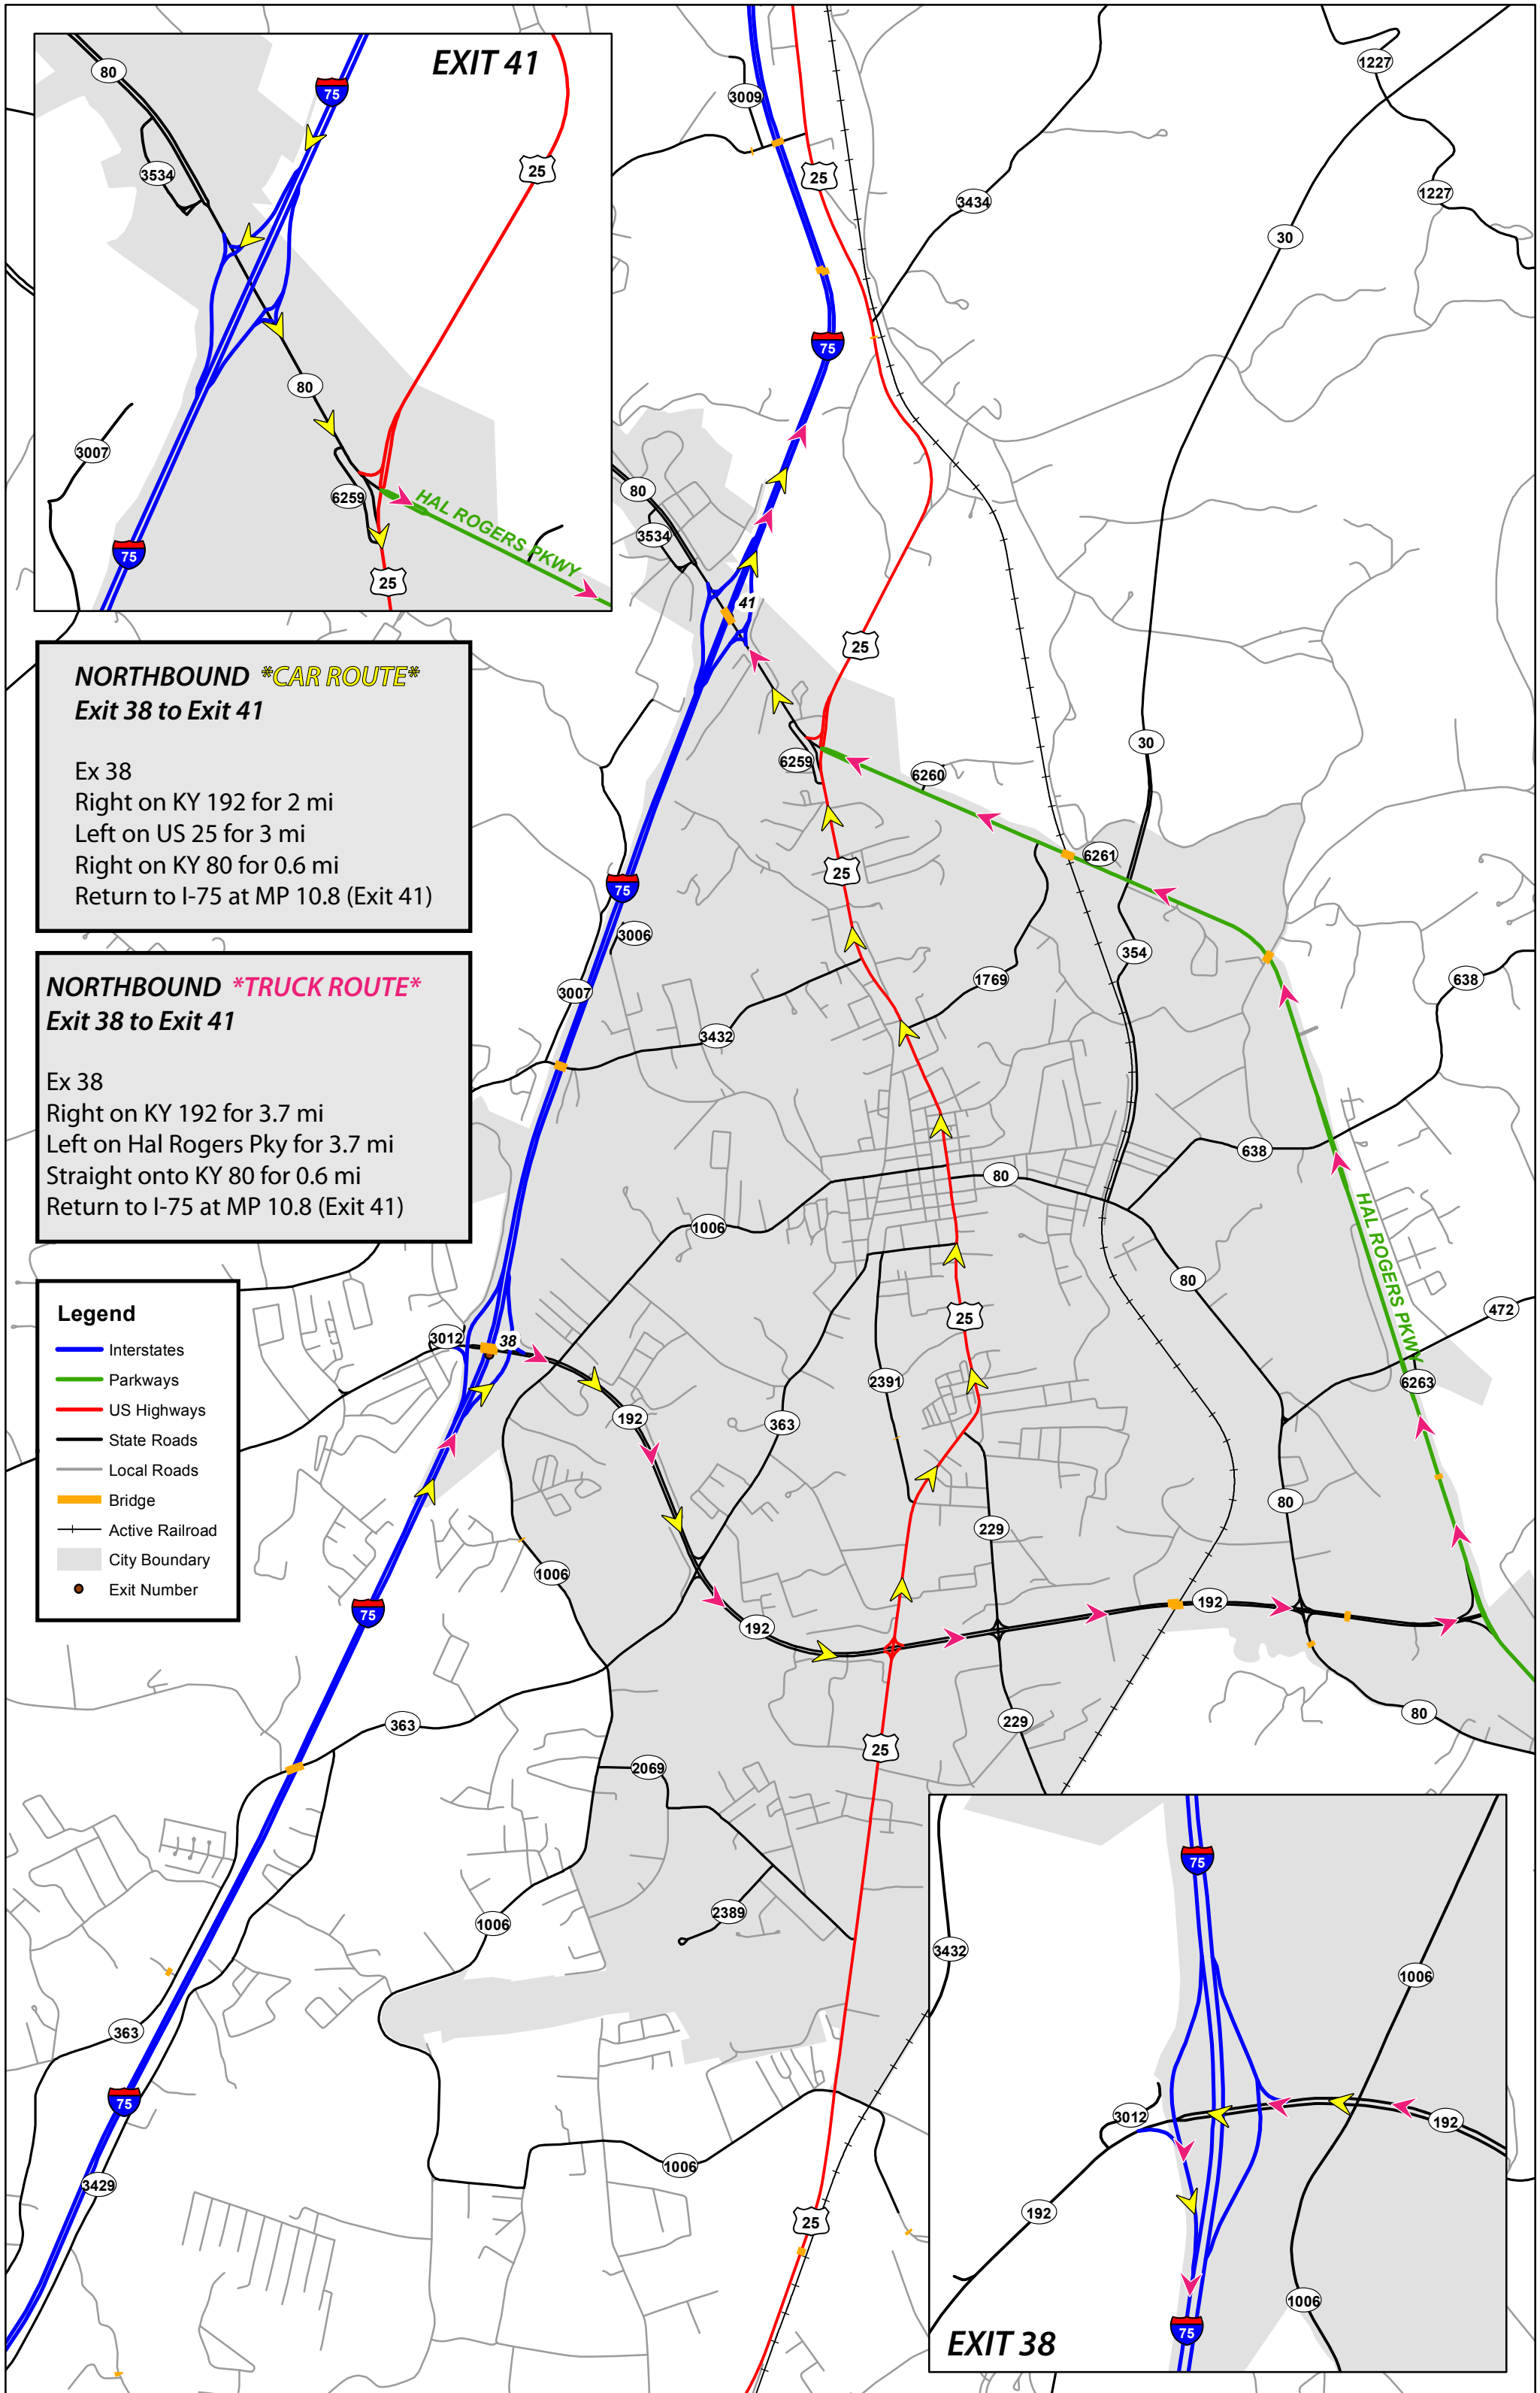 EXIT 41
80
75
3534
25
80
3007
6259
HAL ROGERS PKWY
75
25
3009
25
1227
1227
3434
30
75
80
3534
41
25
30
6259
6260
6261
25
75
3006
354
3007
1769
638
3432
NORTHBOUND *CAR ROUTE*
Exit 38 to Exit 41
Ex 38
Right on KY 192 for 2 mi
Left on US 25 for 3 mi
Right on KY 80 for 0.6 mi
Return to I-75 at MP 10.8 (Exit 41)
NORTHBOUND *TRUCK ROUTE*
Exit 38 to Exit 41
Ex 38
Right on KY 192 for 3.7 mi
Left on Hal Rogers Pky for 3.7 mi
Straight onto KY 80 for 0.6 mi
Return to I-75 at MP 10.8 (Exit 41)
638
80
1006
HAL ROGERS PKWY
80
472
25
3012
38
2391
6263
192
363
Legend
Interstates
Parkways
US Highways
State Roads
Local Roads
Bridge
Active Railroad
City Boundary
Exit Number
80
229
1006
75
192
192
363
229
80
25
2069
2389
1006
363
75
3429
1006
25
3432
75
1006
3012
192
192
1006
75
EXIT 38